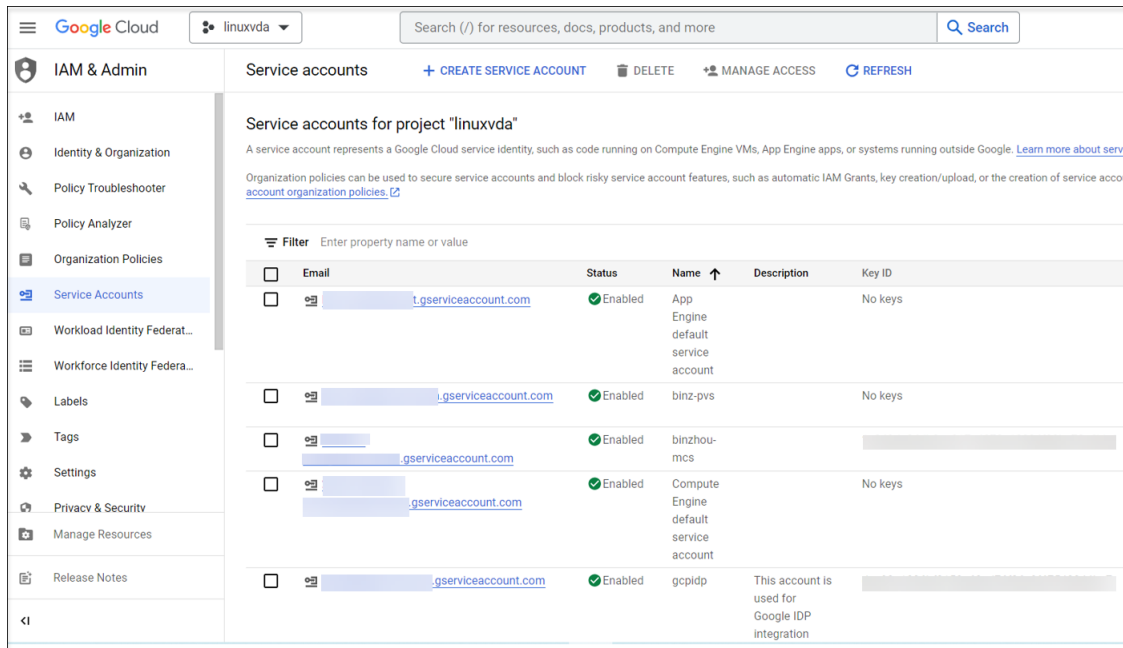 Google Cloud
linuxvda
Search (/) for resources, docs, products, and more
Search
IAM & Admin
Service accounts
+ CREATE SERVICE ACCOUNT
DELETE
MANAGE ACCESS
REFRESH
IAM
Identity & Organization
Policy Troubleshooter
Policy Analyzer
Organization Policies
Service Accounts
Workload Identity Federat...
Workforce Identity Federa...
Labels
Tags
Settings
Privacy & Security
Manage Resources
Release Notes
Service accounts for project "linuxvda"
A service account represents a Google Cloud service identity, such as code running on Compute Engine VMs, App Engine apps, or systems running outside Google. Learn more about serv
Organization policies can be used to secure service accounts and block risky service account features, such as automatic IAM Grants, key creation/upload, or the creation of service acco
account organization policies.
Filter Enter property name or value
Email Status Name Description Key ID
t.gserviceaccount.com Enabled App No keys
Engine
default
service
account
.gserviceaccount.com Enabled binz-pvs No keys
Enabled binzhou-
.gserviceaccount.com mcs
Enabled Compute No keys
.gserviceaccount.com Engine
default
service
account
.gserviceaccount.com Enabled gcpidp This account is
used for
Google IDP
integration